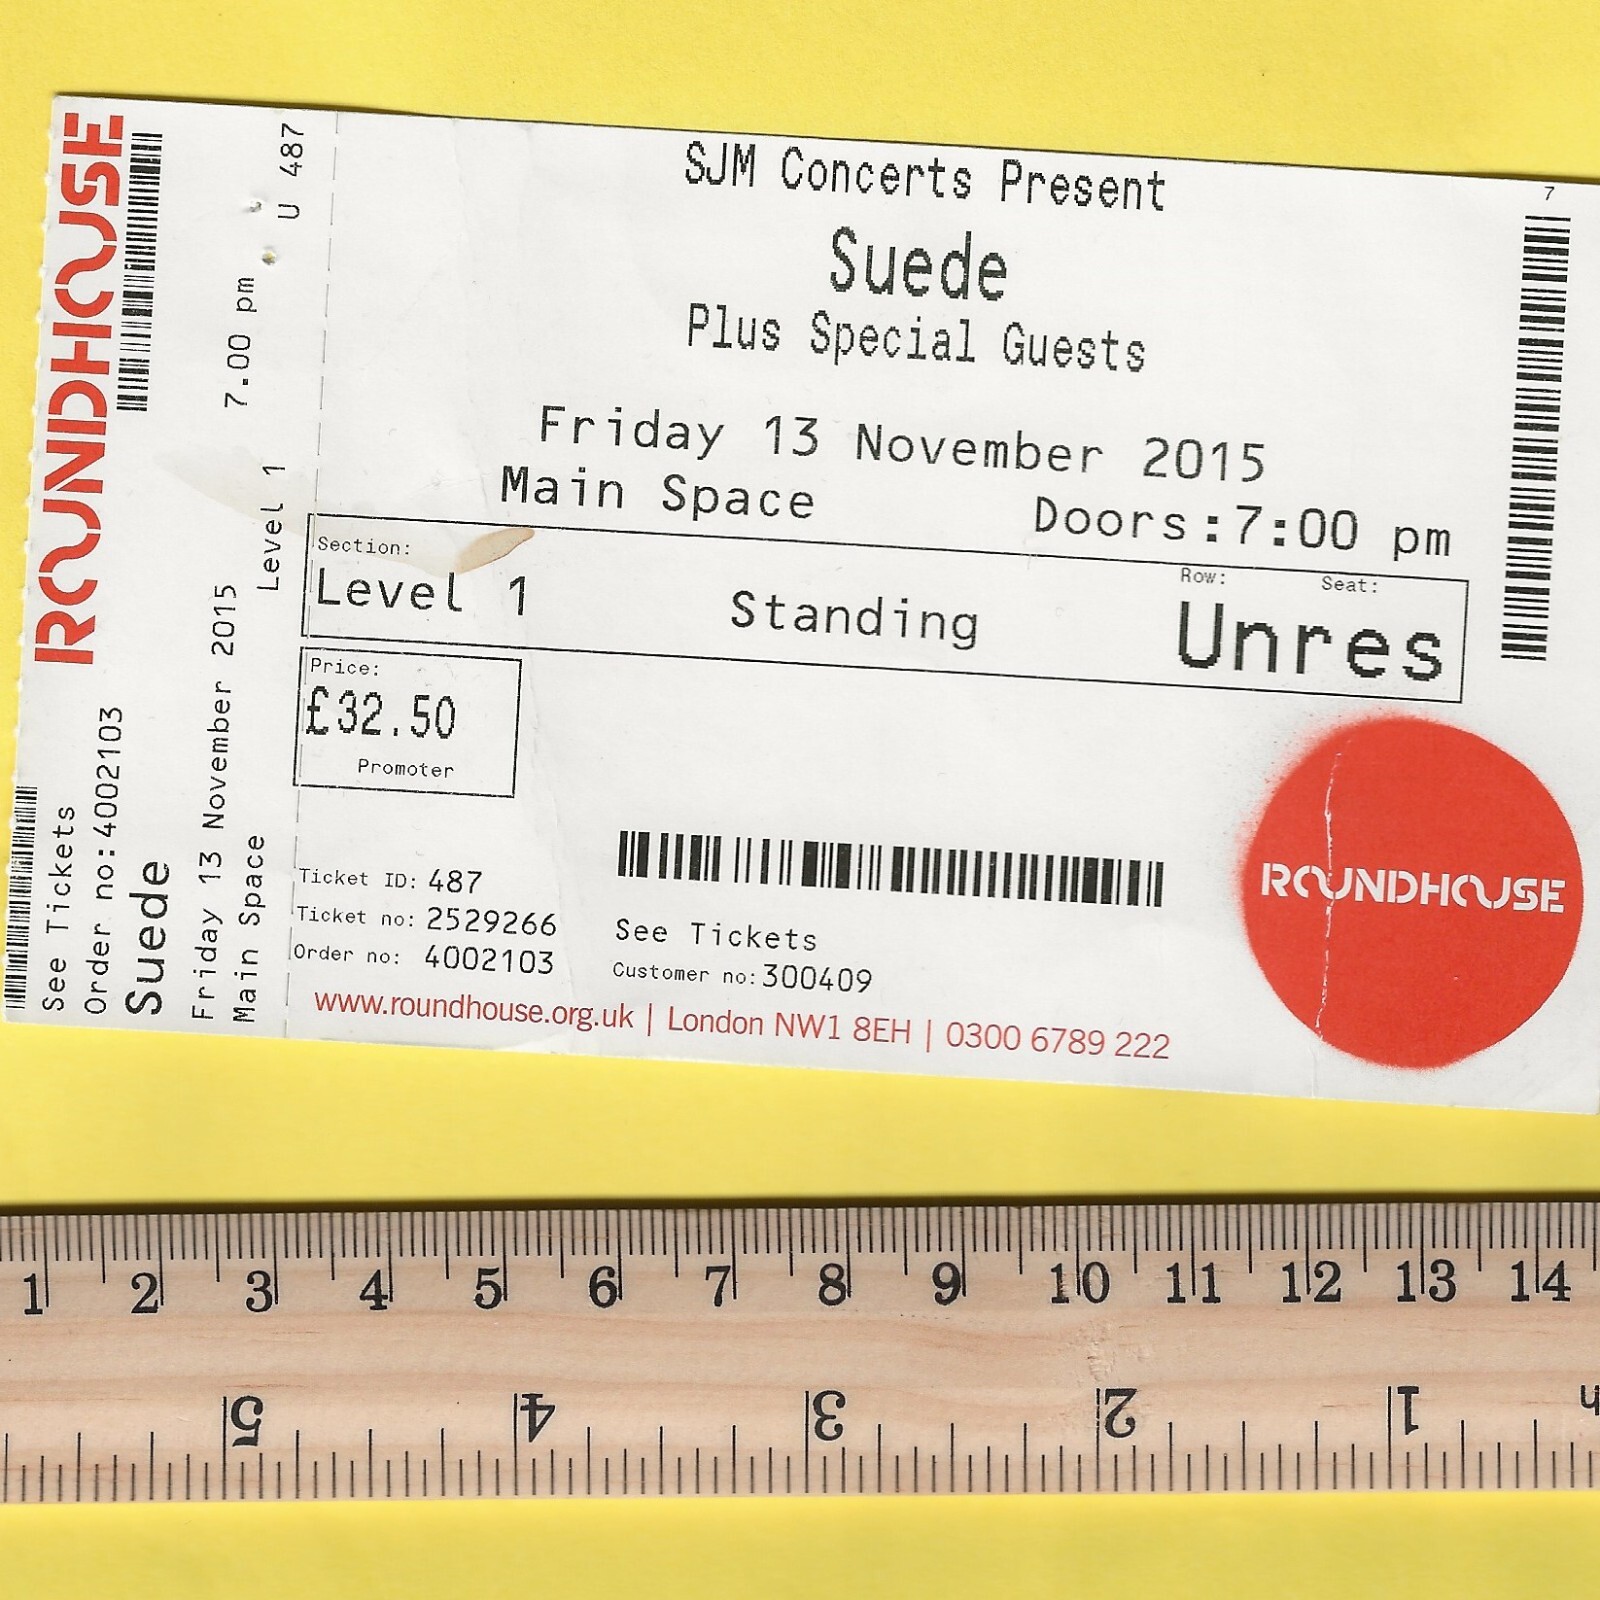 ROUNDHOUSE
See Tickets
Order no:4002103
Suede
Friday 13 November 2015 7.00 pm
Main Space Level 1 U 487
SJM Concerts Present
Suede
Plus Special Guests
Friday 13 November 2015
Main Space Doors:7:00 pm
Section: Row: Seat:
Level 1 Standing Unres
Price:
£32.50
Promoter
Ticket ID: 487
Ticket no: 2529266
Order no: 4002103
See Tickets
Customer no:300409
www.roundhouse.org.uk | London NW1 8EH | 0300 6789 222
7
ROUNDHOUSE
1 2 3 4 5 6 7 8 9 10 11 12 13 14
5 4 3 2 1